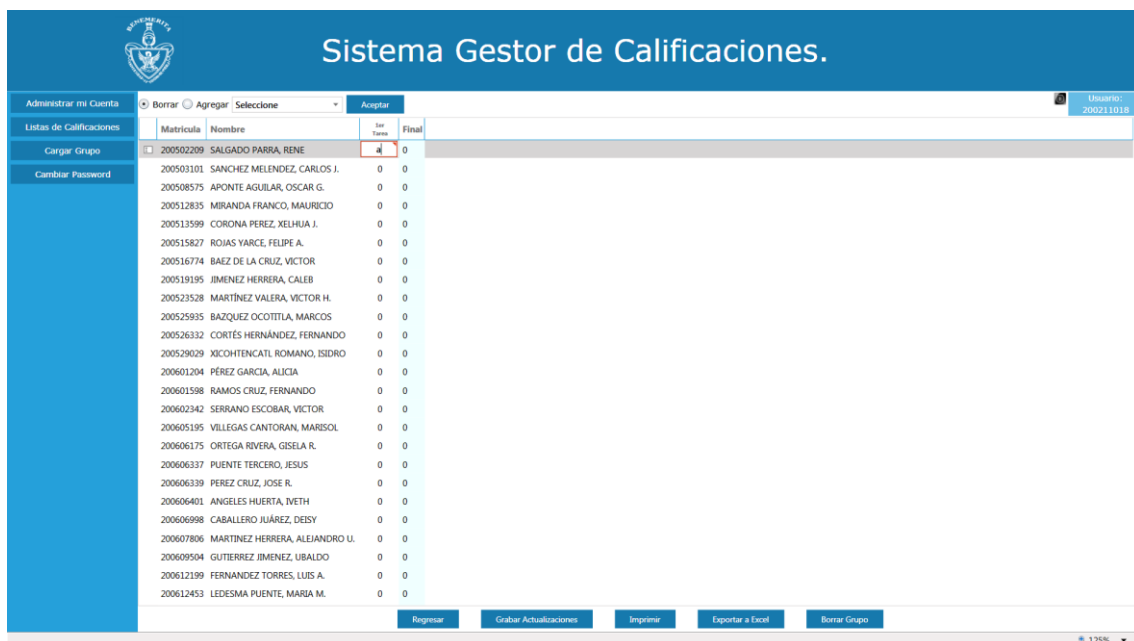 BENEMERITA
Sistema Gestor de Calificaciones.
Administrar mi Cuenta
Listas de Calificaciones
Cargar Grupo
Cambiar Password
Borrar Agregar Seleccione Aceptar
Usuario:
200211018
Matricula Nombre 1er Tarea Final
200502209 SALGADO PARRA, RENE a 0
200503101 SANCHEZ MELENDEZ, CARLOS J. 0 0
200508575 APONTE AGUILAR, OSCAR G. 0 0
200512835 MIRANDA FRANCO, MAURICIO 0 0
200513599 CORONA PEREZ, XELHUA J. 0 0
200515827 ROJAS YARCE, FELIPE A. 0 0
200516774 BAEZ DE LA CRUZ, VICTOR 0 0
200519195 JIMENEZ HERRERA, CALEB 0 0
200523528 MARTÍNEZ VALERA, VICTOR H. 0 0
200525935 BAZQUEZ OCOTITLA, MARCOS 0 0
200526332 CORTÉS HERNÁNDEZ, FERNANDO 0 0
200529029 XICOHTENCATL ROMANO, ISIDRO 0 0
200601204 PÉREZ GARCIA, ALICIA 0 0
200601598 RAMOS CRUZ, FERNANDO 0 0
200602342 SERRANO ESCOBAR, VICTOR 0 0
200605195 VILLEGAS CANTORAN, MARISOL 0 0
200606175 ORTEGA RIVERA, GISELA R. 0 0
200606337 PUENTE TERCERO, JESUS 0 0
200606339 PEREZ CRUZ, JOSE R. 0 0
200606401 ANGELES HUERTA, IVETH 0 0
200606998 CABALLERO JUÁREZ, DEISY 0 0
200607806 MARTINEZ HERRERA, ALEJANDRO U. 0 0
200609504 GUTIERREZ JIMENEZ, UBALDO 0 0
200612199 FERNANDEZ TORRES, LUIS A. 0 0
200612453 LEDESMA PUENTE, MARIA M. 0 0
Regresar Grabar Actualizaciones Imprimir Exportar a Excel Borrar Grupo
125%